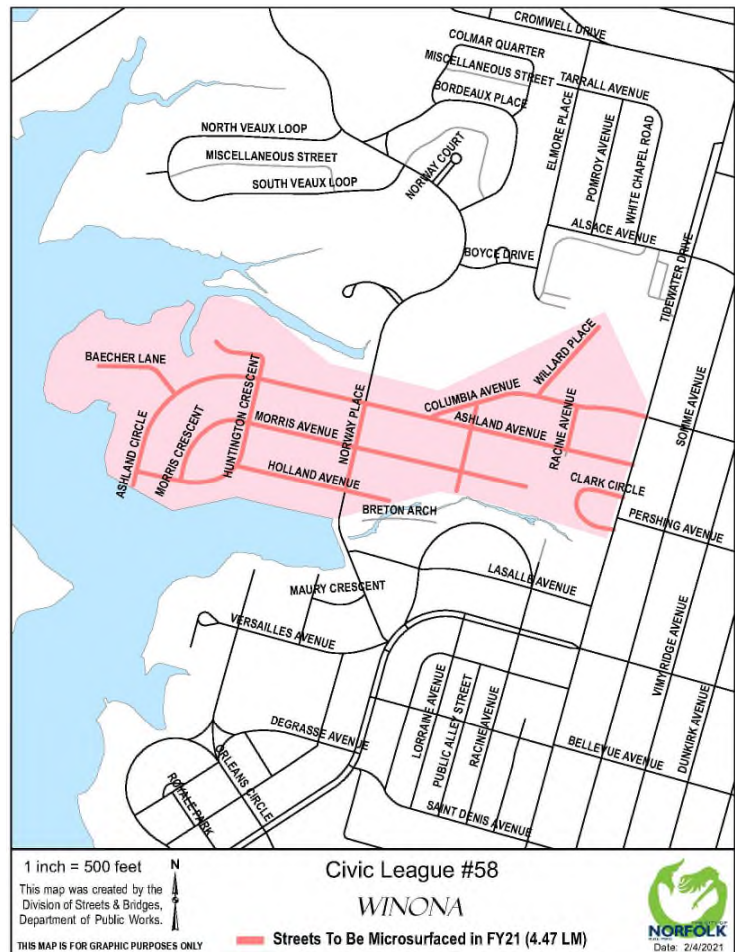 CROMWELL DRIVE
COLMAR QUARTER
MISCELLANEOUS STREET
TARRALL AVENUE
BORDEAUX PLACE
ELMORE PLACE
POMROY AVENUE
WHITE CHAPEL ROAD
NORTH VEAUX LOOP
MISCELLANEOUS STREET
SOUTH VEAUX LOOP
NORWAY COURT
ALSACE AVENUE
BOYCE DRIVE
TIDEWATER DRIVE
BAECHER LANE
WILLARD PLACE
COLUMBIA AVENUE
ASHLAND AVENUE
RACINE AVENUE
SOMME AVENUE
ASHLAND CIRCLE
MORRIS CRESCENT
HUNTINGTON CRESCENT
MORRIS AVENUE
NORWAY PLACE
HOLLAND AVENUE
CLARK CIRCLE
BRETON ARCH
PERSHING AVENUE
LASALLE AVENUE
MAURY CRESCENT
VERSAILLES AVENUE
VIMY RIDGE AVENUE
DUNKIRK AVENUE
LORRAINE AVENUE
PUBLIC ALLEY STREET
RACINE AVENUE
DEGRASSE AVENUE
BELLEVUE AVENUE
ORLEANS CIRCLE
ROYALE PARK
SAINT DENIS AVENUE
1 inch = 500 feet
N
This map was created by the
Division of Streets & Bridges,
Department of Public Works.
THIS MAP IS FOR GRAPHIC PURPOSES ONLY
Civic League #58
WINONA
Streets To Be Microsurfaced in FY21 (4.47 LM)
THE CITY OF
NORFOLK
Date: 2/4/2021